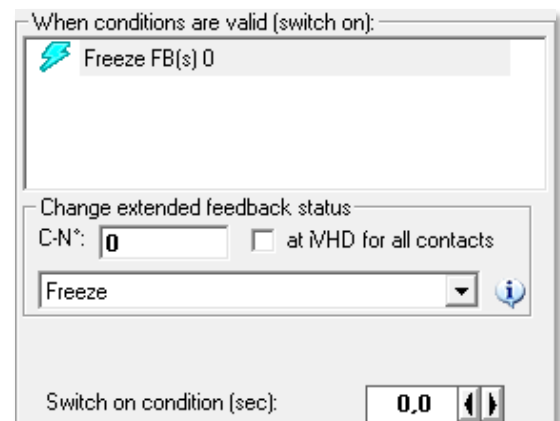 When conditions are valid (switch on):
Freeze FB(s) 0
Change extended feedback status
C-N°: 0 at iVHD for all contacts
Freeze
Switch on condition (sec): 0,0